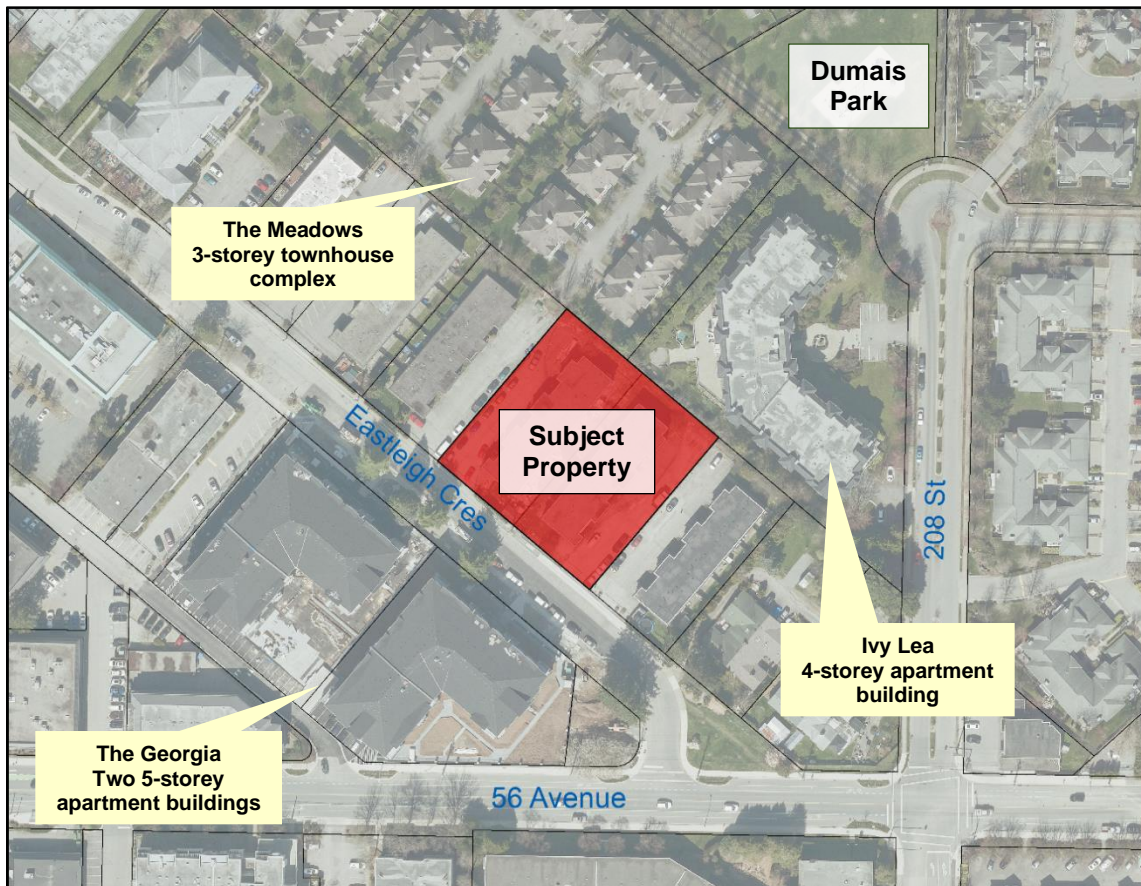 Dumais
Park
The Meadows
3-storey townhouse
complex
Subject
Property
Eastleigh Cres
208 St
Ivy Lea
4-storey apartment
building
The Georgia
Two 5-storey
apartment buildings
56 Avenue